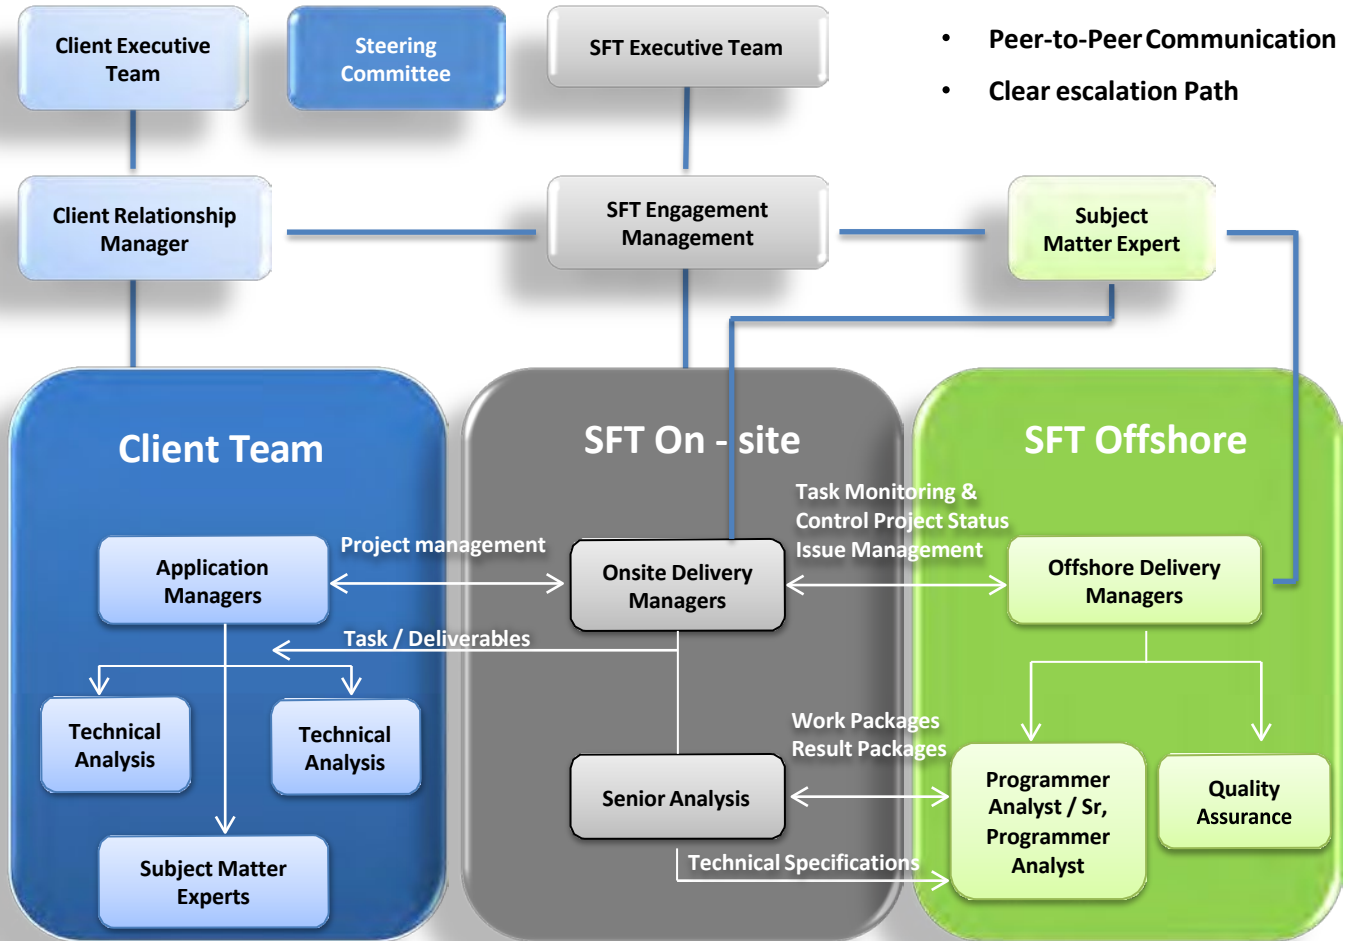 Client Executive
Team
Steering
Committee
SFT Executive Team
• Peer-to-Peer Communication
• Clear escalation Path
Client Relationship
Manager
SFT Engagement
Management
Subject
Matter Expert
Client Team
SFT On - site
SFT Offshore
Task Monitoring &
Control Project Status
Issue Management
Project management
Application
Managers
Onsite Delivery
Managers
Offshore Delivery
Managers
Task / Deliverables
Technical
Analysis
Technical
Analysis
Work Packages
Result Packages
Senior Analysis
Programmer
Analyst / Sr,
Programmer
Analyst
Quality
Assurance
Technical Specifications
Subject Matter
Experts